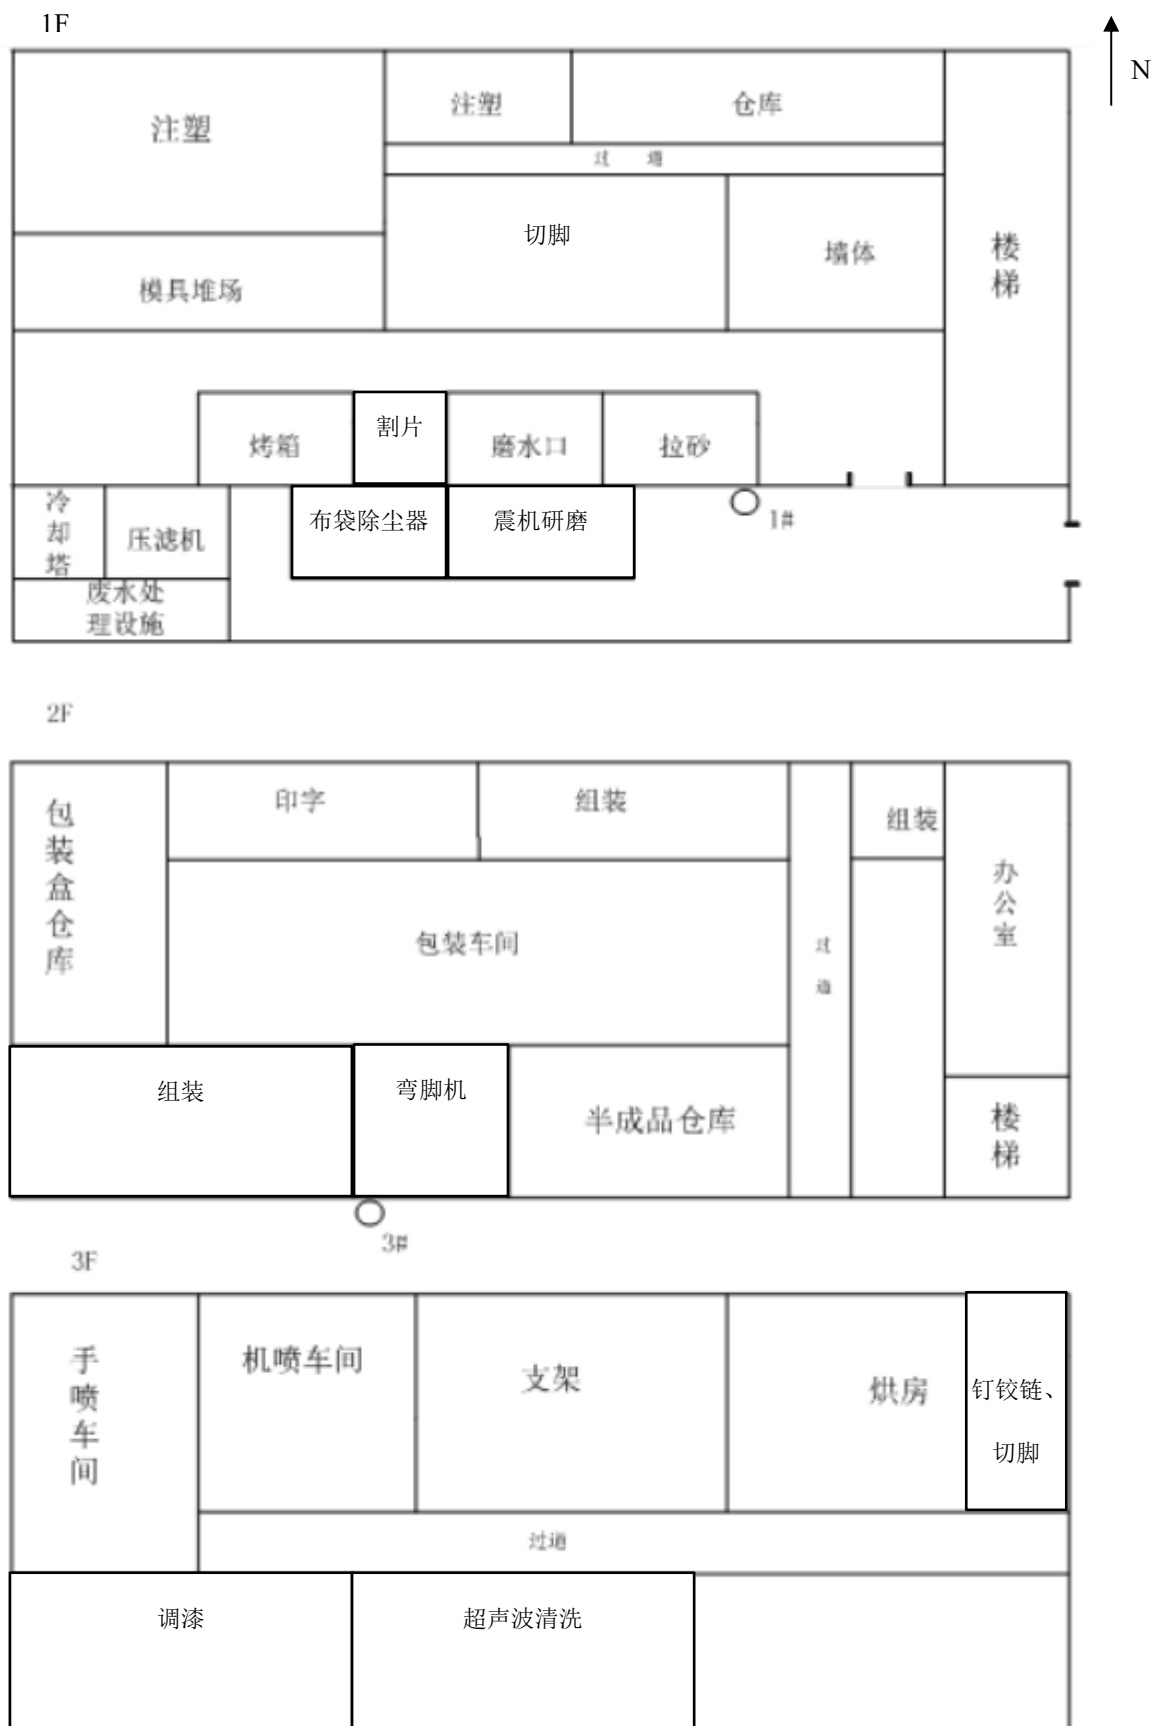 1F
N
注塑
注塑
仓库
过 道
切脚
墙体
楼梯
模具堆场
烤箱
割片
磨水口
拉砂
冷却塔
压滤机
布袋除尘器
震机研磨
1#
废水处
理设施
2F
包装盒仓库
印字
组装
组装
办公室
包装车间
过道
组装
弯脚机
半成品仓库
楼梯
3#
3F
手喷车间
机喷车间
支架
烘房
钉铰链、
切脚
过道
调漆
超声波清洗